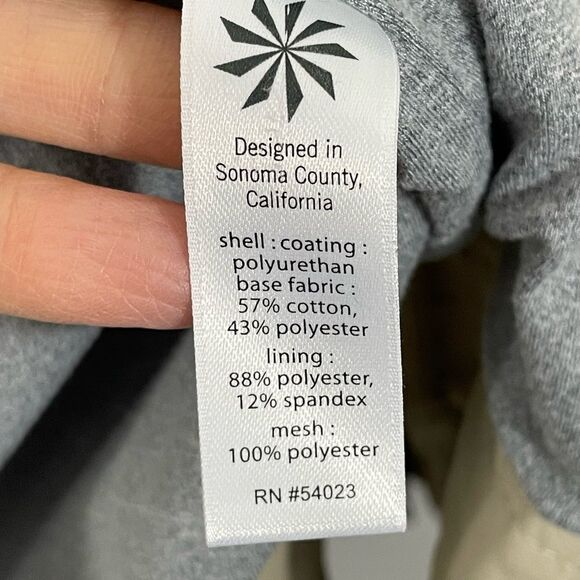 Designed in
Sonoma County,
California
shell : coating :
polyurethan
base fabric :
57% cotton,
43% polyester
lining :
88% polyester,
12% spandex
mesh :
100% polyester
RN #54023